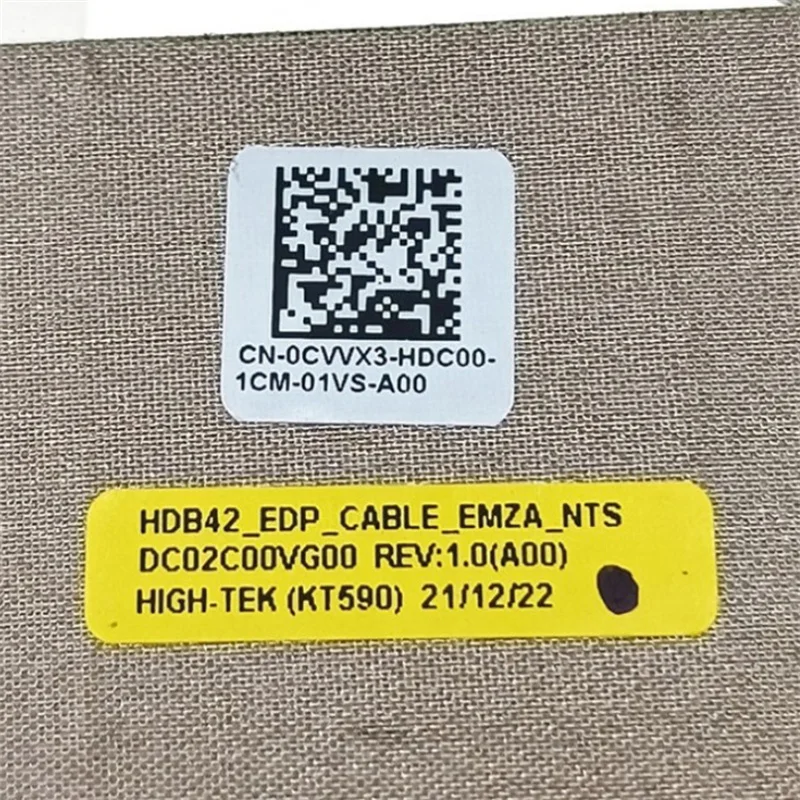 CN-0CVVX3-HDC00-
1CM-01VS-A00
HDB42_EDP_CABLE_EMZA_NTS
DC02C00VG00 REV:1.0(A00)
HIGH-TEK (KT590) 21/12/22